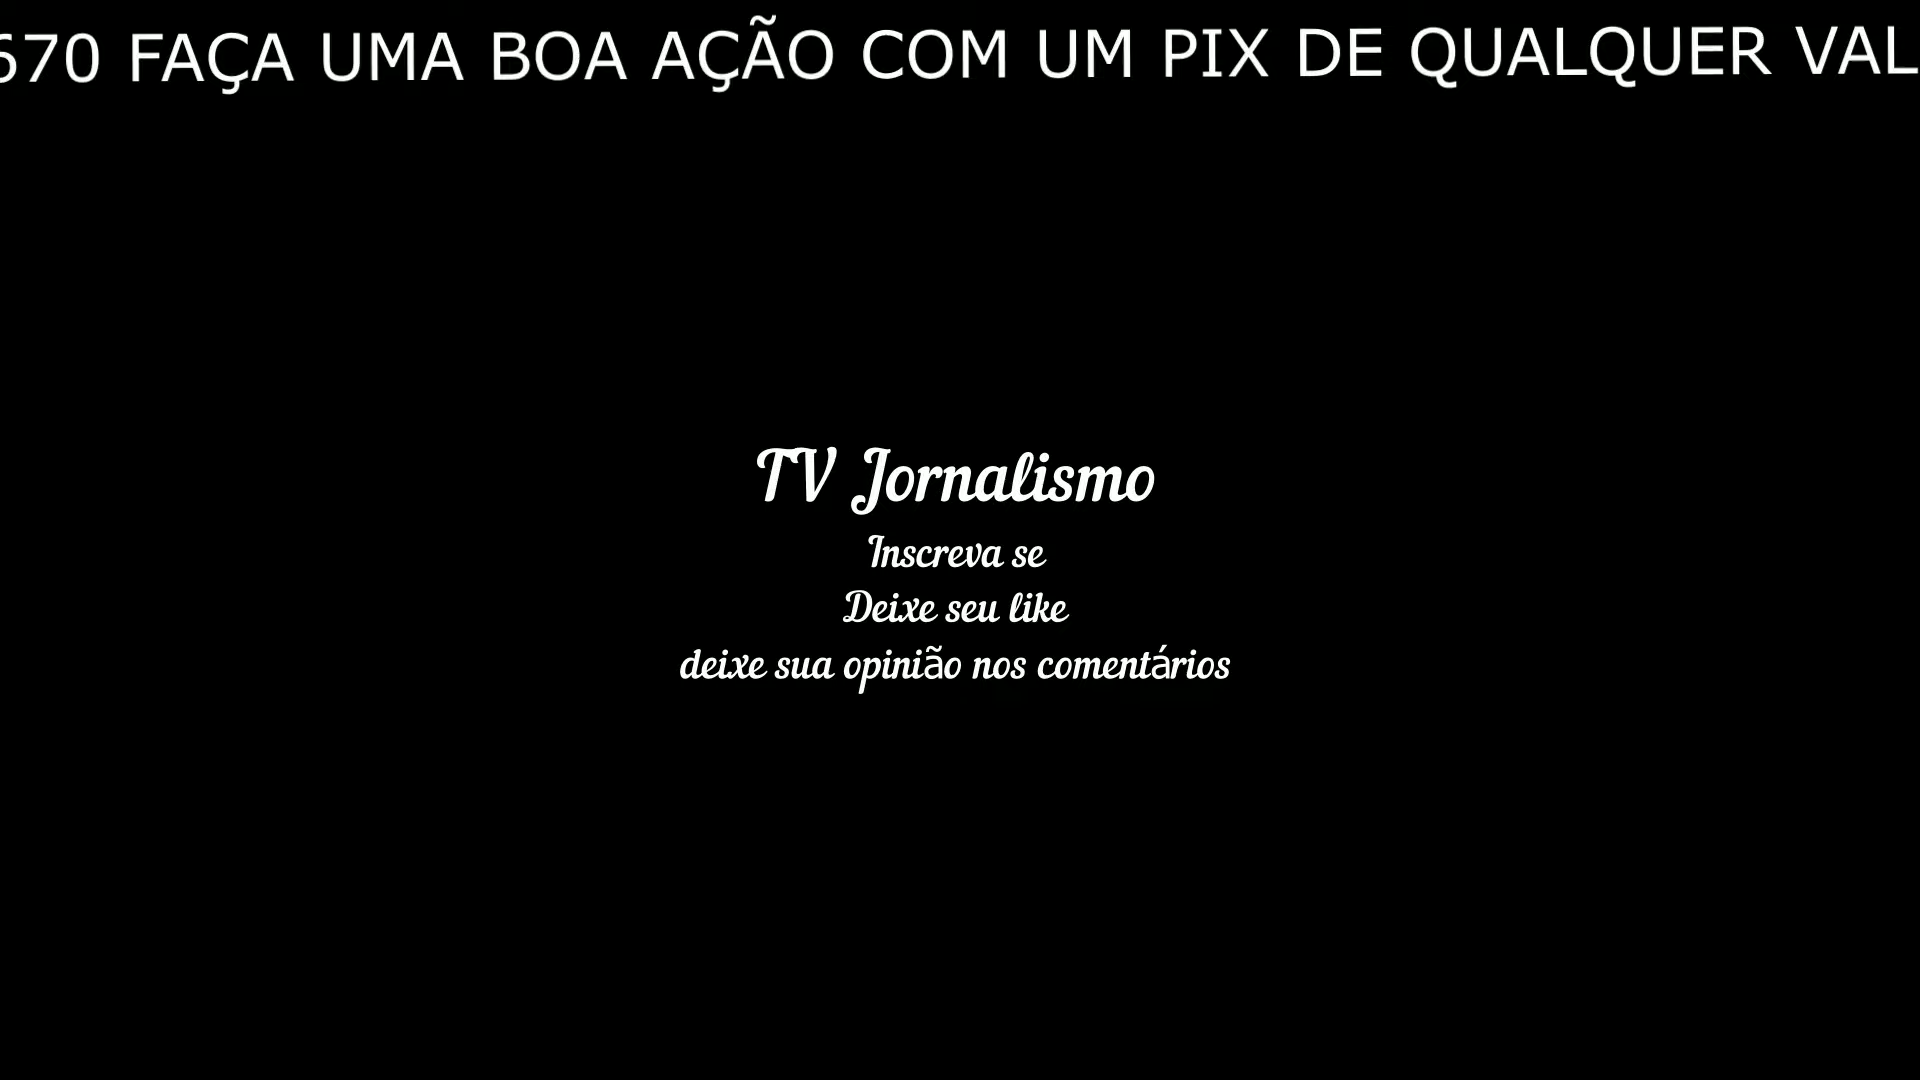 670 FAÇA UMA BOA AÇÃO COM UM PIX DE QUALQUER VAL
TV Jornalismo
Inscreva se
Deixe seu like
deixe sua opinião nos comentários